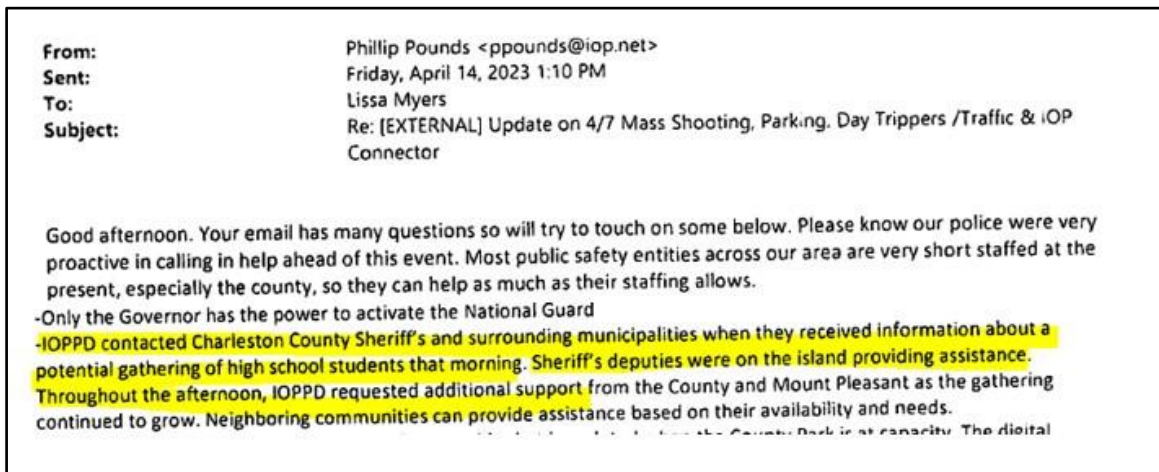 From: Phillip Pounds <ppounds@iop.net>
Sent: Friday, April 14, 2023 1:10 PM
To: Lissa Myers
Subject: Re: [EXTERNAL] Update on 4/7 Mass Shooting, Parking. Day Trippers /Traffic & IOP
Connector
Good afternoon. Your email has many questions so will try to touch on some below. Please know our police were very
proactive in calling in help ahead of this event. Most public safety entities across our area are very short staffed at the
present, especially the county, so they can help as much as their staffing allows.
-Only the Governor has the power to activate the National Guard
-IOPPD contacted Charleston County Sheriff's and surrounding municipalities when they received information about a
potential gathering of high school students that morning. Sheriff's deputies were on the island providing assistance.
Throughout the afternoon, IOPPD requested additional support from the County and Mount Pleasant as the gathering
continued to grow. Neighboring communities can provide assistance based on their availability and needs.
the County Park is at capacity. The digital